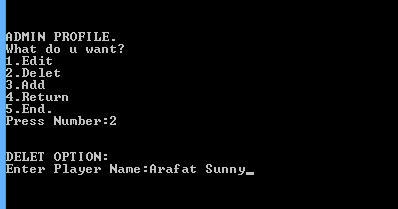 ADMIN PROFILE.
What do u want?
1.Edit
2.Delet
3.Add
4.Return
5.End.
Press Number:2
DELET OPTION:
Enter Player Name:Arafat Sunny_